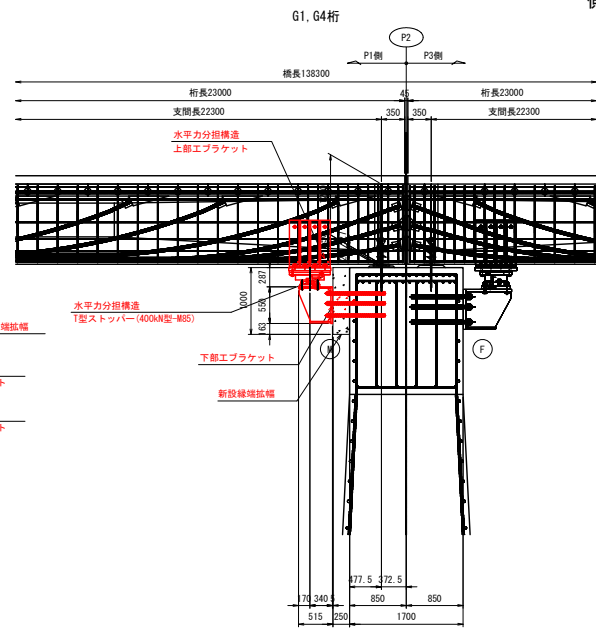 G1, G4桁
P2
P1側
P3側
橋長138300
桁長23000
45
桁長23000
支間長22300
350
350
支間長22300
水平力分担構造
上部エブラケット
287
550
163
水平力分担構造
T型ストッパー(400kN型-M85)
端拡幅
M
F
下部エブラケット
新設縁端拡幅
ト
ト
477.5
372.5
170
340.5
850
850
515
250
1700